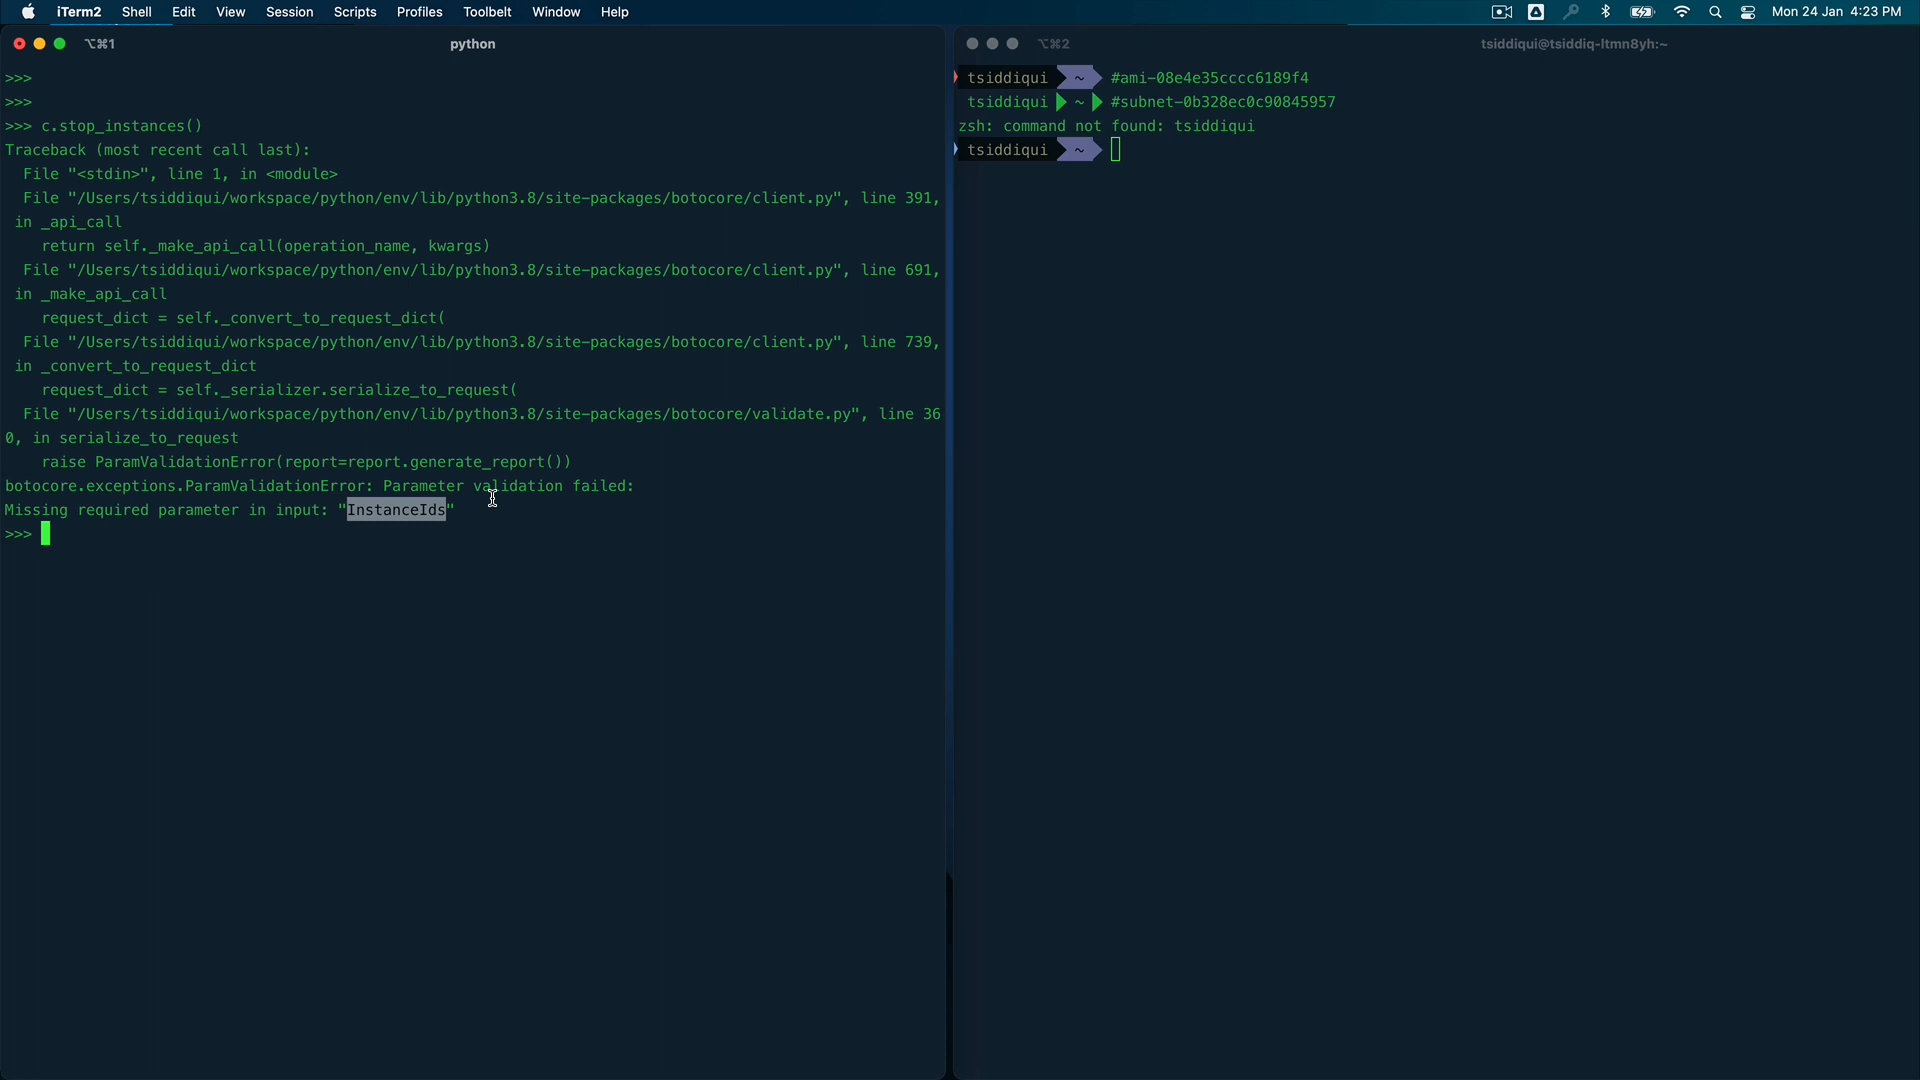 iTerm2 Shell Edit View Session Scripts Profiles Toolbelt Window Help Mon 24 Jan 4:23 PM
⌥⌘1 python
>>>
>>>
>>> c.stop_instances()
Traceback (most recent call last):
  File "<stdin>", line 1, in <module>
  File "/Users/tsiddiqui/workspace/python/env/lib/python3.8/site-packages/botocore/client.py", line 391,
 in _api_call
    return self._make_api_call(operation_name, kwargs)
  File "/Users/tsiddiqui/workspace/python/env/lib/python3.8/site-packages/botocore/client.py", line 691,
 in _make_api_call
    request_dict = self._convert_to_request_dict(
  File "/Users/tsiddiqui/workspace/python/env/lib/python3.8/site-packages/botocore/client.py", line 739,
in _convert_to_request_dict
    request_dict = self._serializer.serialize_to_request(
  File "/Users/tsiddiqui/workspace/python/env/lib/python3.8/site-packages/botocore/validate.py", line 36
0, in serialize_to_request
    raise ParamValidationError(report=report.generate_report())
botocore.exceptions.ParamValidationError: Parameter validation failed:
Missing required parameter in input: "InstanceIds"
>>>
⌥⌘2 tsiddiqui@tsiddiq-ltmn8yh:~
tsiddiqui ~ #ami-08e4e35cccc6189f4
tsiddiqui ~ #subnet-0b328ec0c90845957
zsh: command not found: tsiddiqui
tsiddiqui ~